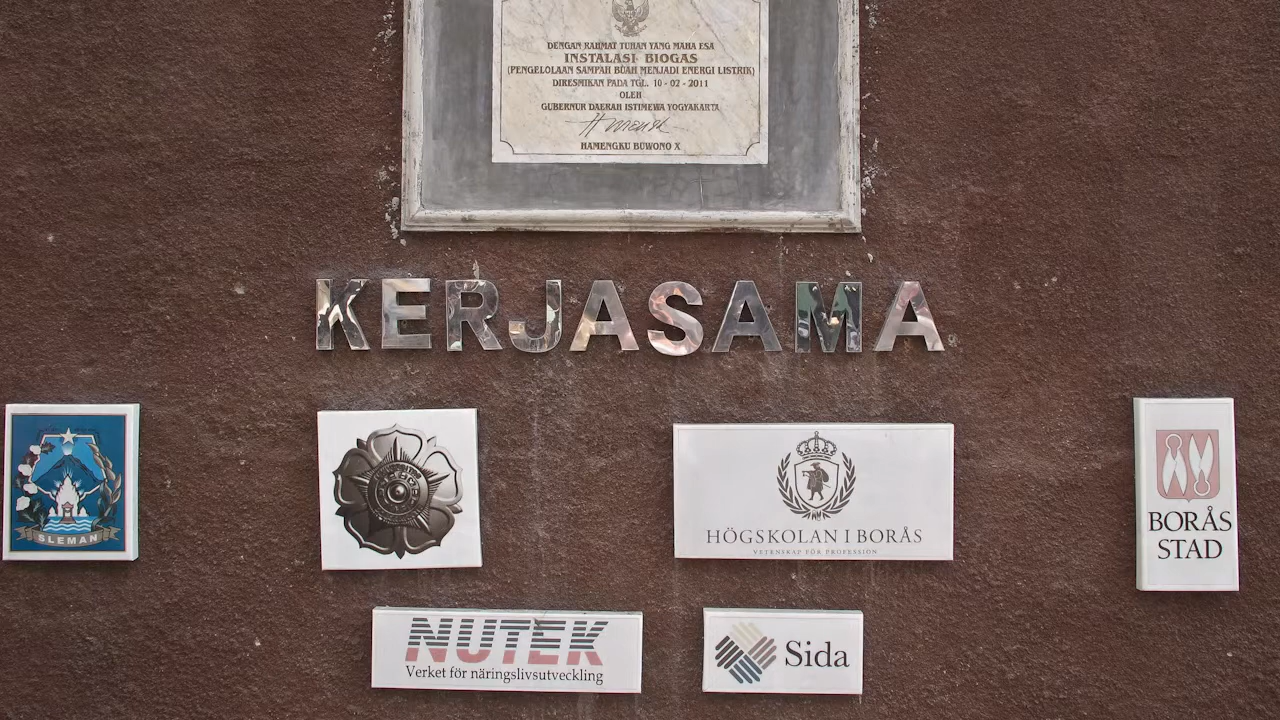 DENGAN RAHMAT TUHAN YANG MAHA ESA
INSTALASI BIOGAS
(PENGELOLAAN SAMPAH BUAH MENJADI ENERGI LISTRIK)
DIRESMIKAN PADA TGL. 10 - 02 - 2011
OLEH
GUBERNUR DAERAH ISTIMEWA YOGYAKARTA
HAMENGKU BUWONO X
KERJASAMA
SLEMAN
HÖGSKOLAN I BORÅS
VETENSKAP FÖR PROFESSION
BORÅS
STAD
NUTEK
Verket för näringslivsutveckling
Sida